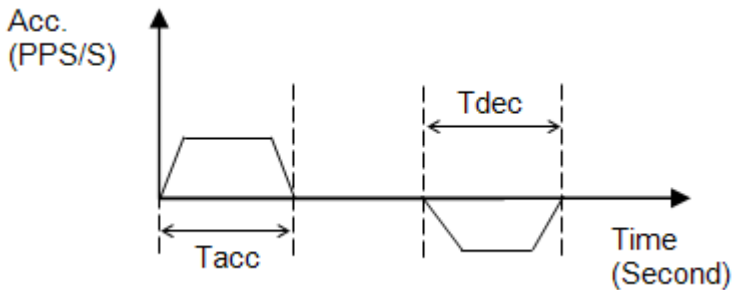 Acc.
(PPS/S)
Tdec
Tacc
Time
(Second)